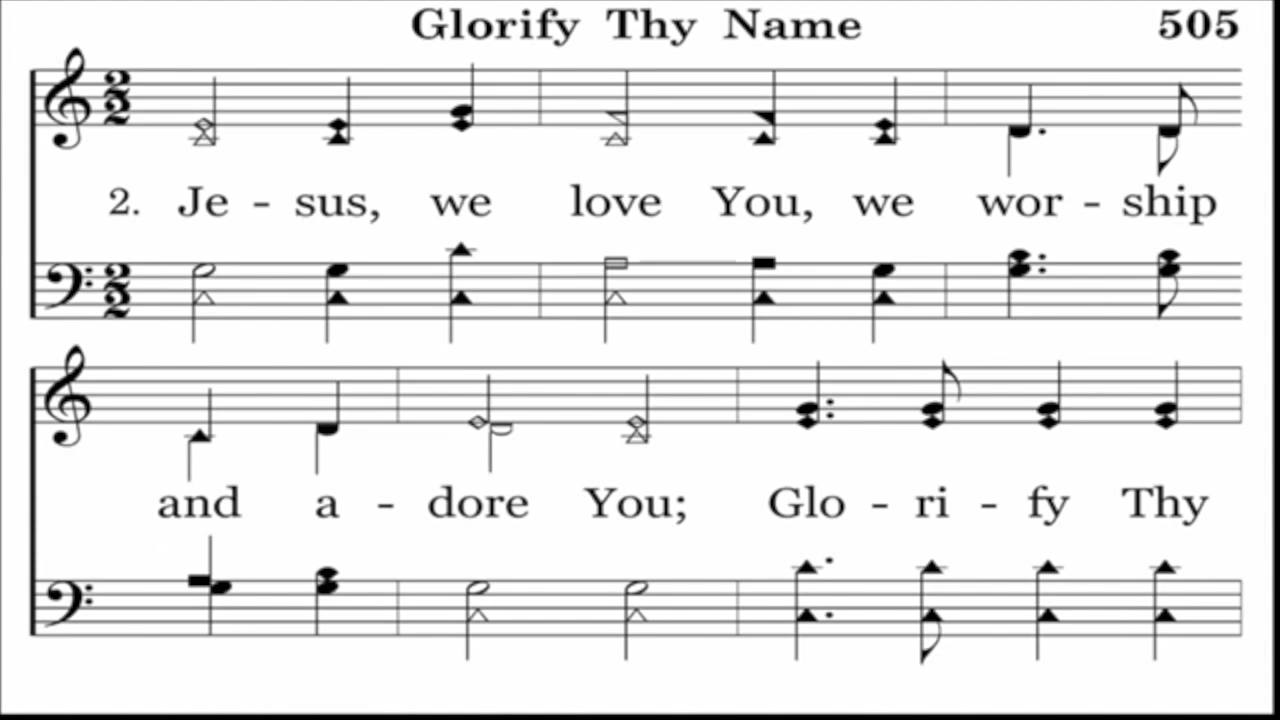 Glorify Thy Name 505
2. Je - sus, we love You, we wor - ship
and a - dore You; Glo - ri - fy Thy